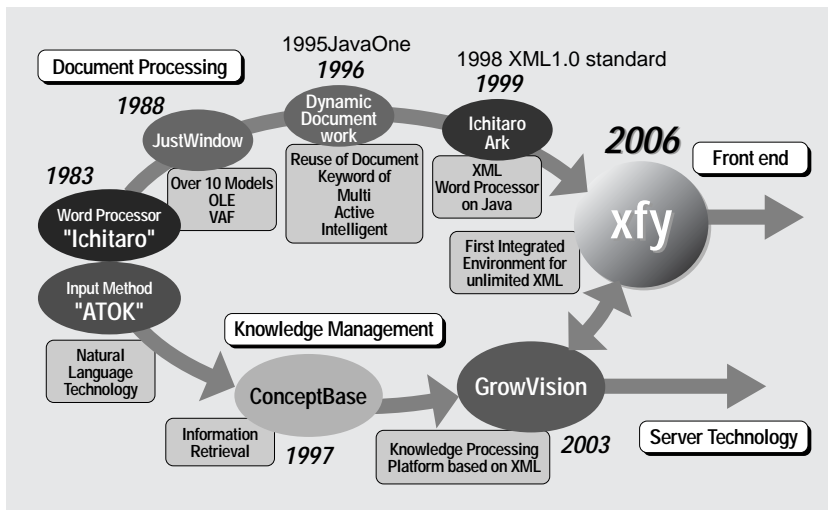 1995JavaOne
1996
1998 XML1.0 standard
1999
Document Processing
1988
JustWindow
Over 10 Models
OLE
VAF
Dynamic
Document
work
Reuse of Document
Keyword of
Multi
Active
Intelligent
Ichitaro
Ark
XML
Word Processor
on Java
2006
xfy
Front end
First Integrated
Environment for
unlimited XML
1983
Word Processor
"Ichitaro"
Input Method
"ATOK"
Natural
Language
Technology
Knowledge Management
ConceptBase
Information
Retrieval
1997
GrowVision
Knowledge Processing
Platform based on XML
2003
Server Technology